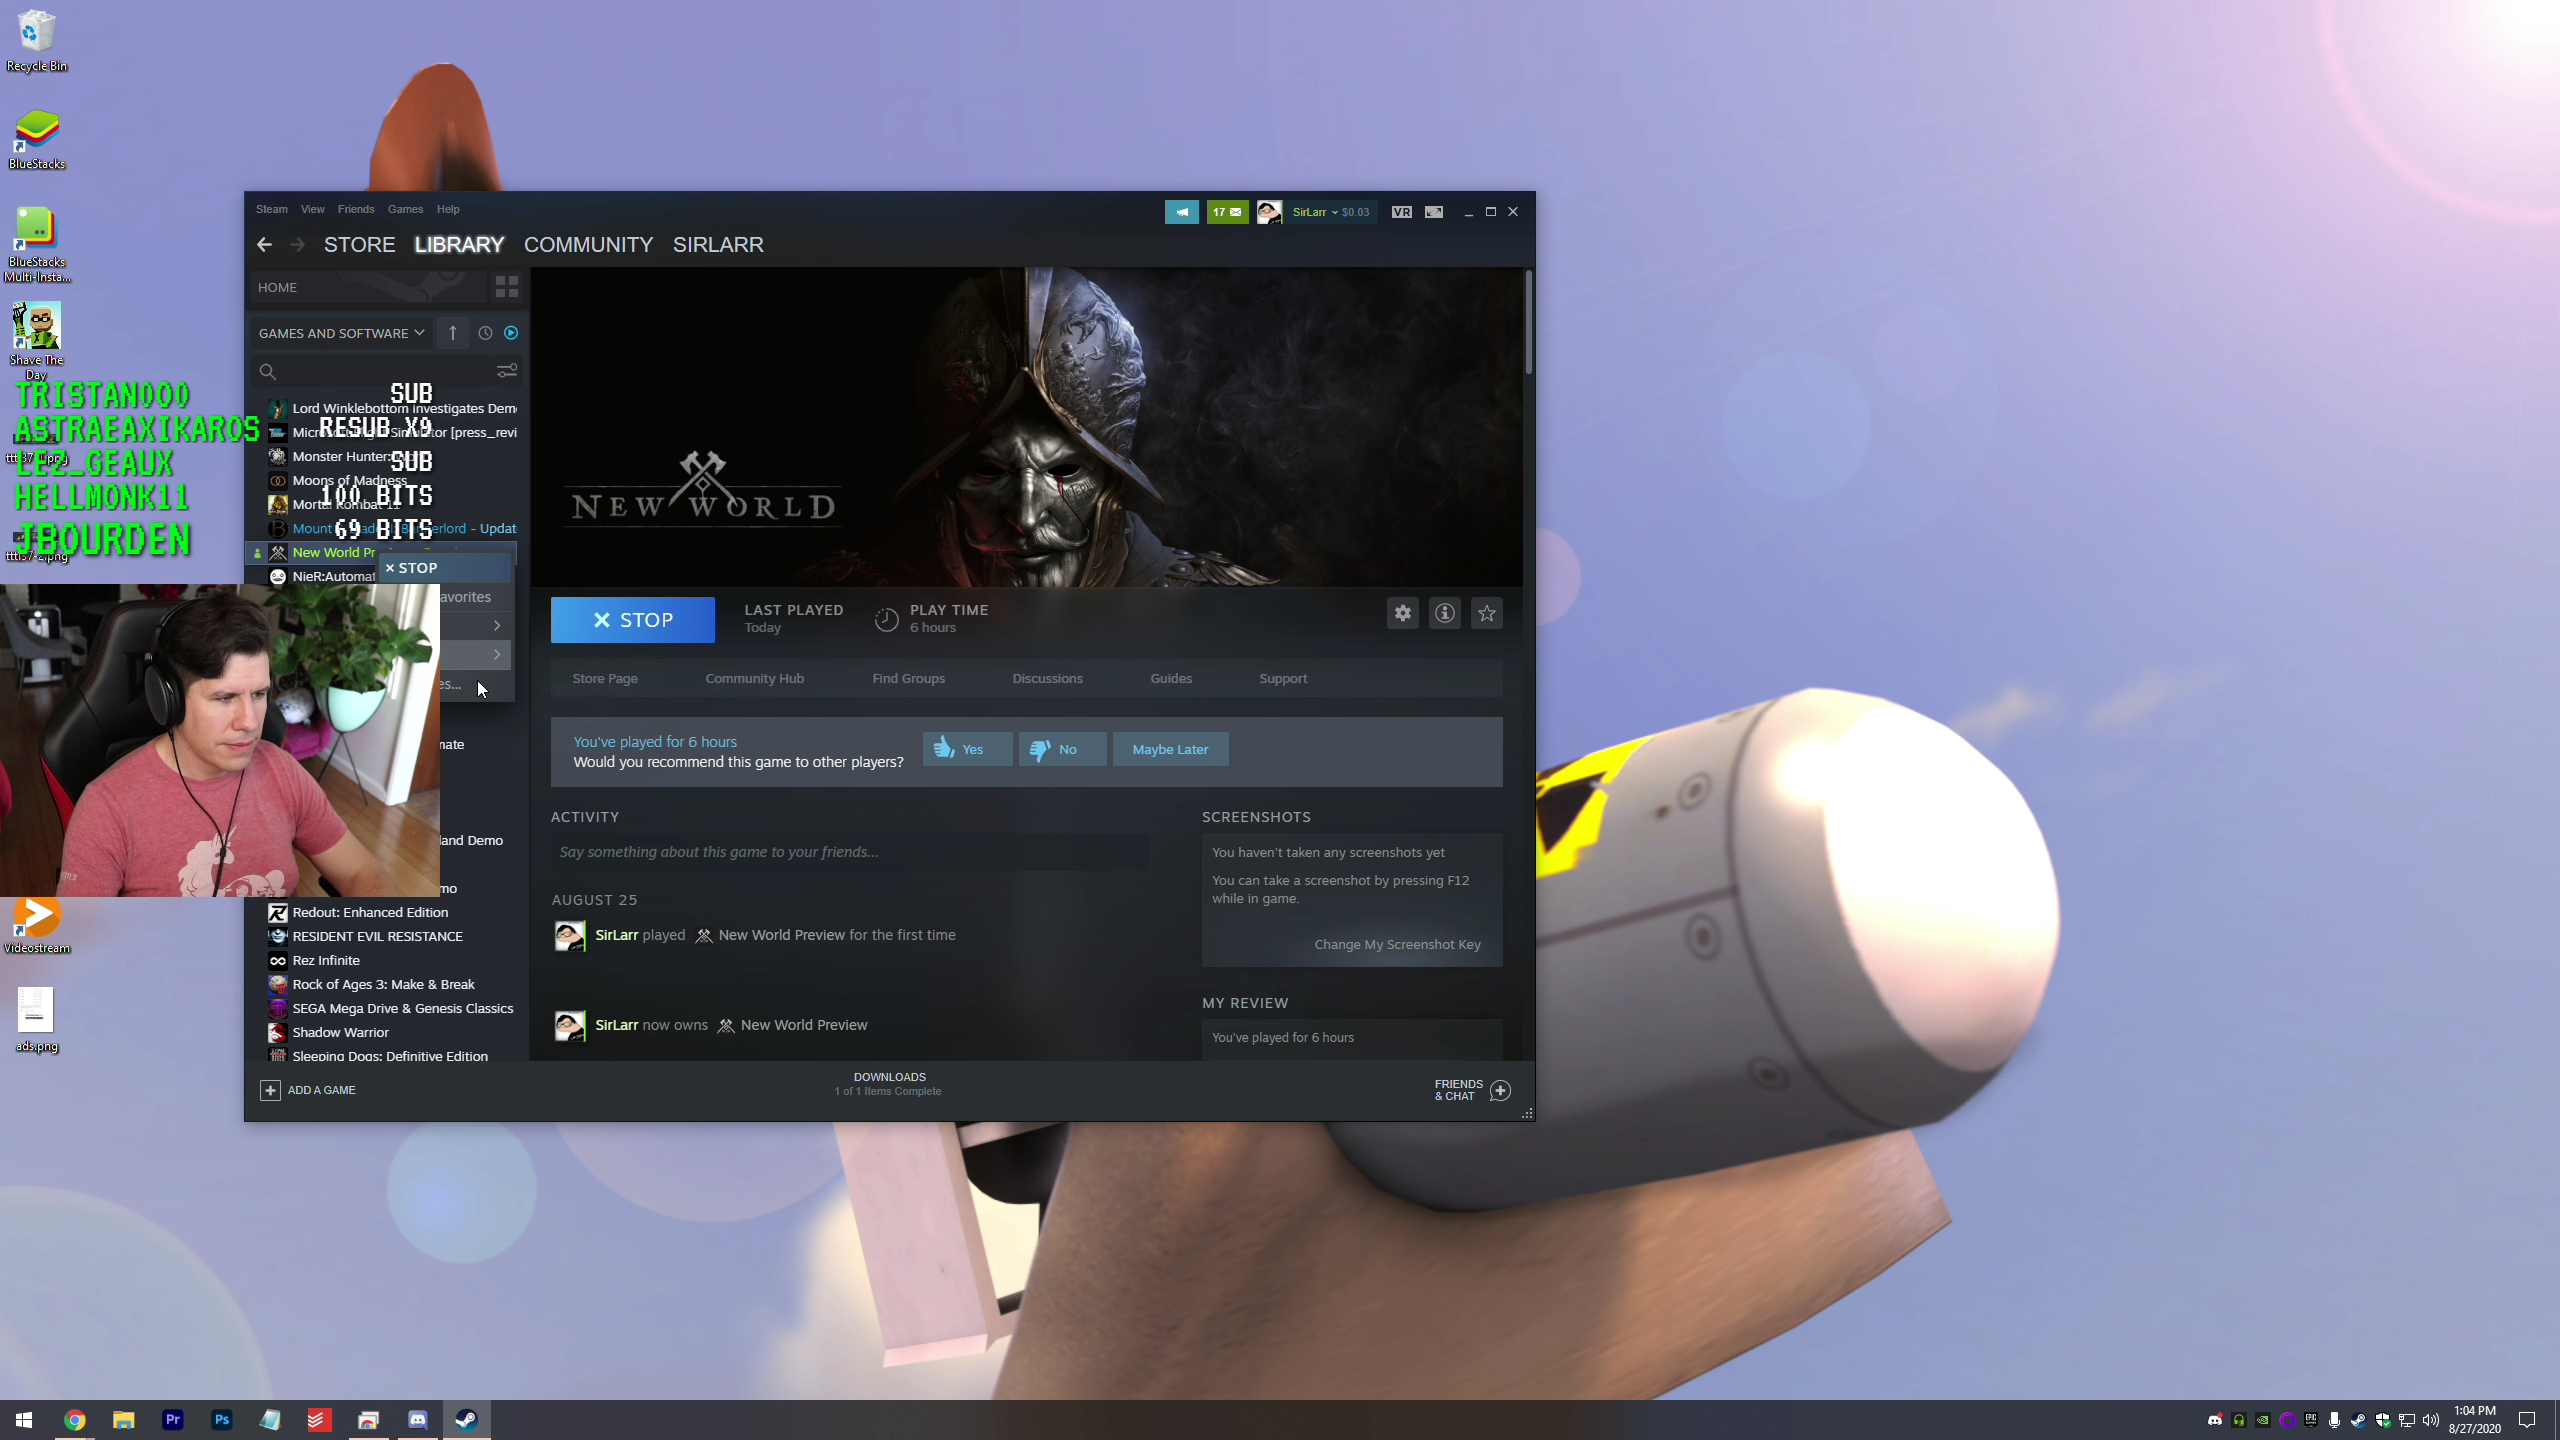 Recycle Bin
BlueStacks
BlueStacks
Multi-Insta...
Shave The
Day
TRISTAN000
SUB
ASTRAEAXIKAROS
RESUB X9
LEZ_GEAUX
SUB
HELLMONK11
100 BITS
JBOURDEN
69 BITS
Videostream
ads.png
Steam View Friends Games Help
17
SirLarr $0.03
VR
STORE LIBRARY COMMUNITY SIRLARR
HOME
GAMES AND SOFTWARE
Lord Winklebottom Investigates Dem
Monster Hunter:
Moons of Madness
Mortal Kombat 11
New World Pr
NieR:Automat
× STOP
avorites
es...
mate
land Demo
mo
Redout: Enhanced Edition
RESIDENT EVIL RESISTANCE
Rez Infinite
Rock of Ages 3: Make & Break
SEGA Mega Drive & Genesis Classics
Shadow Warrior
Sleeping Dogs: Definitive Edition
ADD A GAME
NEW WORLD
STOP
LAST PLAYED
Today
PLAY TIME
6 hours
Store Page Community Hub Find Groups Discussions Guides Support
You've played for 6 hours
Would you recommend this game to other players?
Yes No Maybe Later
ACTIVITY
Say something about this game to your friends...
AUGUST 25
SirLarr played New World Preview for the first time
SirLarr now owns New World Preview
SCREENSHOTS
You haven't taken any screenshots yet
You can take a screenshot by pressing F12
while in game.
Change My Screenshot Key
MY REVIEW
You've played for 6 hours
DOWNLOADS
1 of 1 Items Complete
FRIENDS
& CHAT
Pr
Ps
EPIC
1:04 PM
8/27/2020